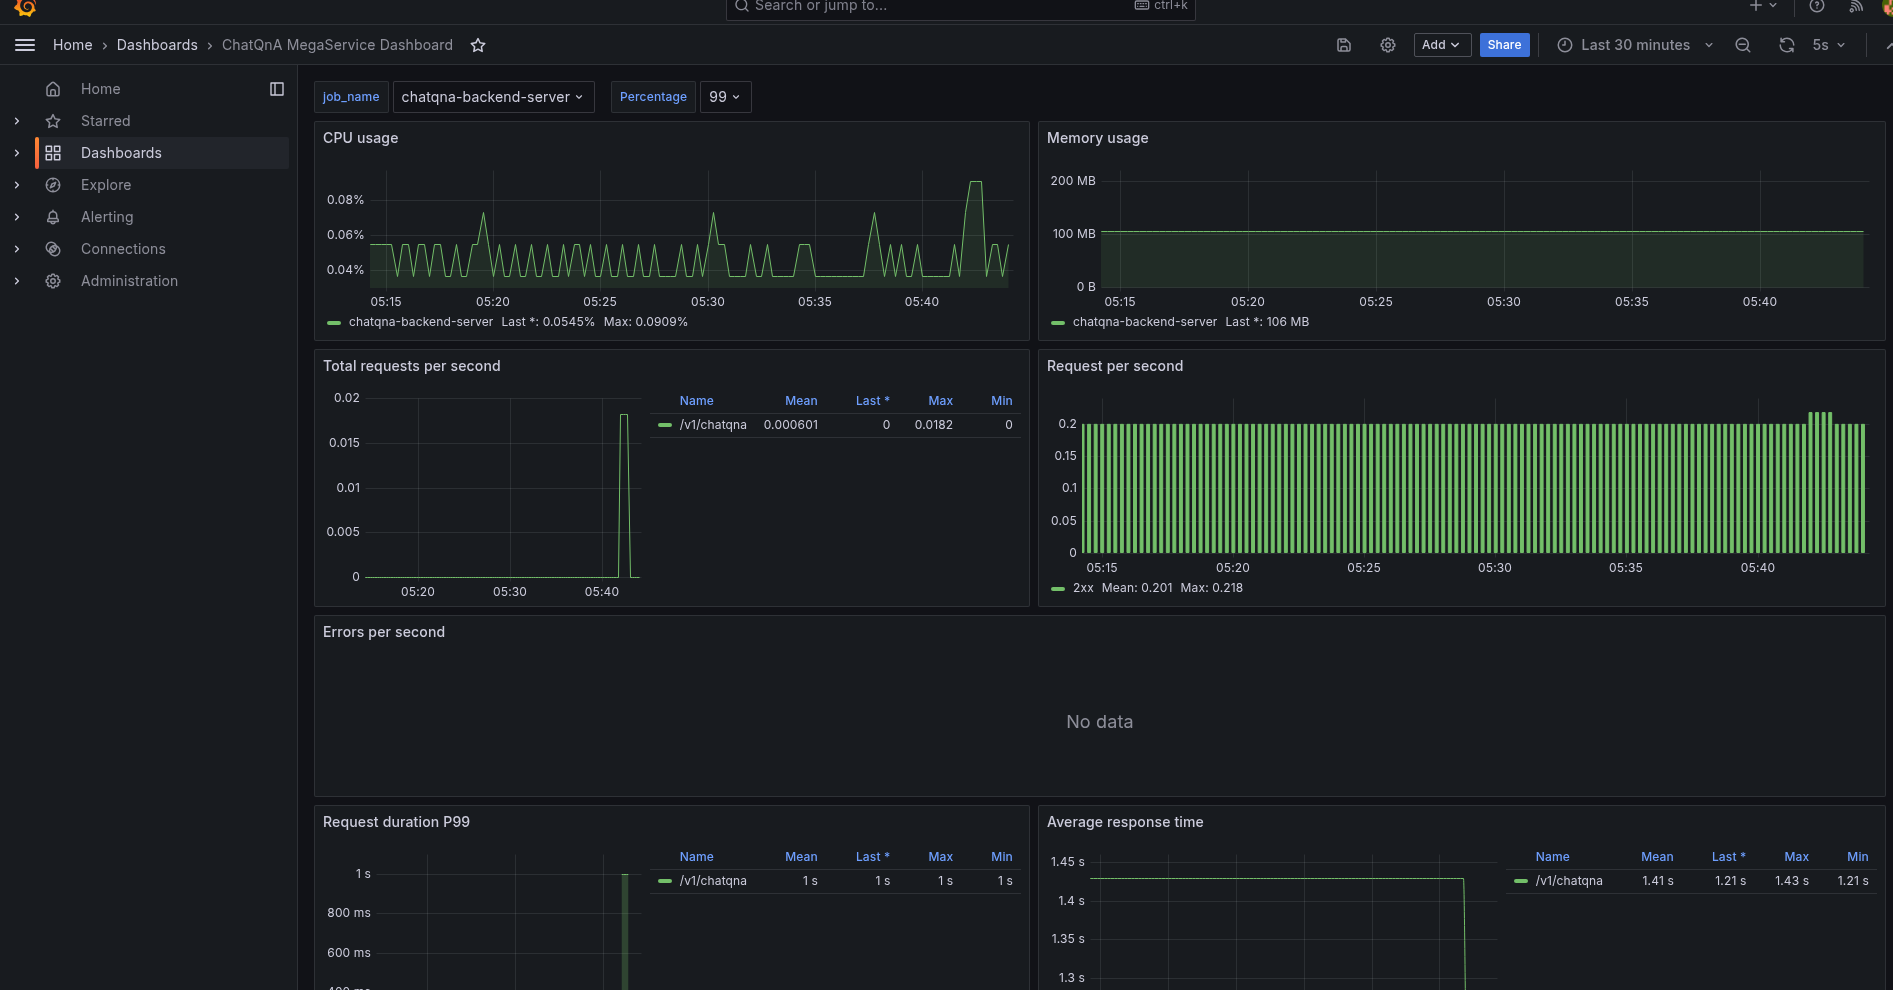 Search or jump to... ctrl+k
Home > Dashboards > ChatQnA MegaService Dashboard
Add Share Last 30 minutes 5s
Home
Starred
Dashboards
Explore
Alerting
Connections
Administration
job_name chatqna-backend-server Percentage 99
CPU usage
0.08%
0.06%
0.04%
05:15 05:20 05:25 05:30 05:35 05:40
chatqna-backend-server Last *: 0.0545% Max: 0.0909%
Memory usage
200 MB
100 MB
0 B
05:15 05:20 05:25 05:30 05:35 05:40
chatqna-backend-server Last *: 106 MB
Total requests per second
0.02
0.015
0.01
0.005
0
05:20 05:30 05:40
Name Mean Last * Max Min
/v1/chatqna 0.000601 0 0.0182 0
Request per second
0.2
0.15
0.1
0.05
0
05:15 05:20 05:25 05:30 05:35 05:40
2xx Mean: 0.201 Max: 0.218
Errors per second
No data
Request duration P99
1 s
800 ms
600 ms
Name Mean Last * Max Min
/v1/chatqna 1 s 1 s 1 s 1 s
Average response time
1.45 s
1.4 s
1.35 s
1.3 s
Name Mean Last * Max Min
/v1/chatqna 1.41 s 1.21 s 1.43 s 1.21 s